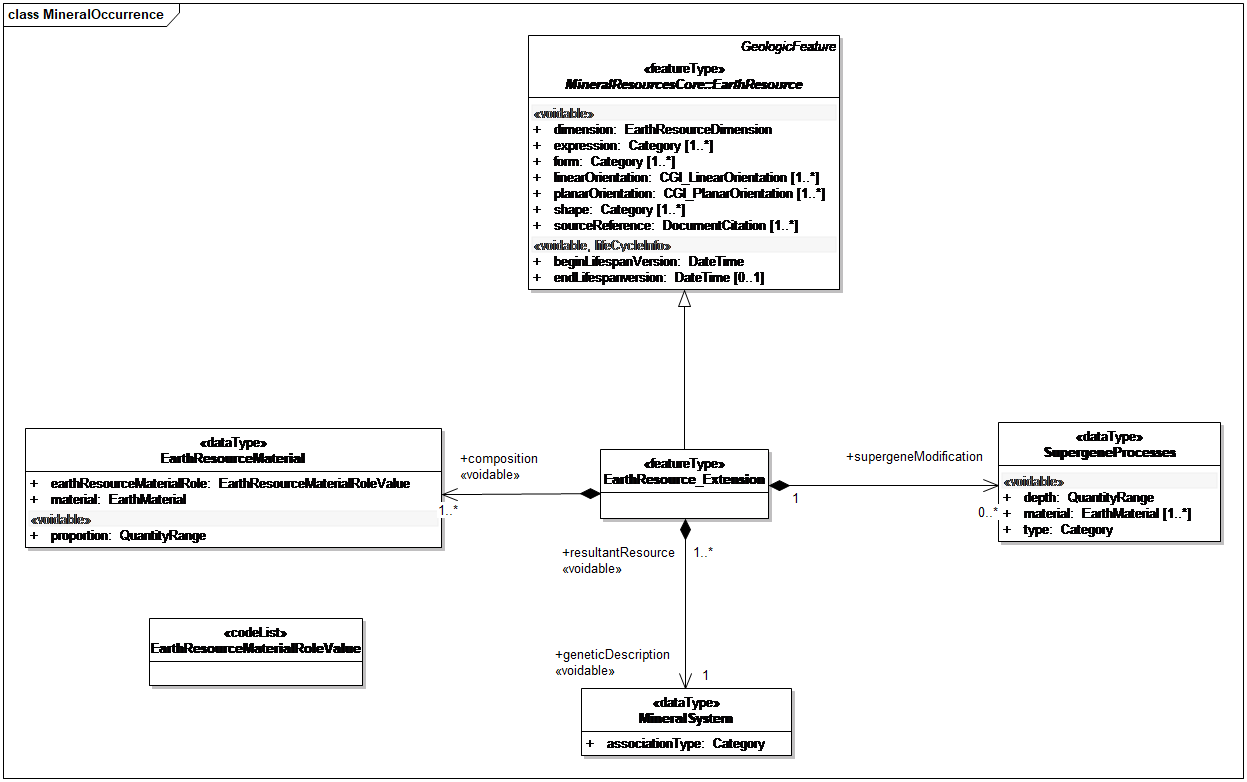 class MineralOccurrence
GeologicFeature
«featureType»
MineralResourcesCore::EarthResource
«voidable»
+ dimension: EarthResourceDimension
+ expression: Category [1..*]
+ form: Category [1..*]
+ linearOrientation: CGI_LinearOrientation [1..*]
+ planarOrientation: CGI_PlanarOrientation [1..*]
+ shape: Category [1..*]
+ sourceReference: DocumentCitation [1..*]
«voidable, lifeCycleInfo»
+ beginLifespanVersion: DateTime
+ endLifespanversion: DateTime [0..1]
«dataType»
EarthResourceMaterial
+ earthResourceMaterialRole: EarthResourceMaterialRoleValue
+ material: EarthMaterial
«voidable»
+ proportion: QuantityRange
+composition
«voidable»
1..*
«featureType»
EarthResource_Extension
+supergeneModification
1
0..*
«dataType»
SupergeneProcesses
«voidable»
+ depth: QuantityRange
+ material: EarthMaterial [1..*]
+ type: Category
+resultantResource
«voidable»
1..*
«codeList»
EarthResourceMaterialRoleValue
+geneticDescription
«voidable»
1
«dataType»
MineralSystem
+ associationType: Category